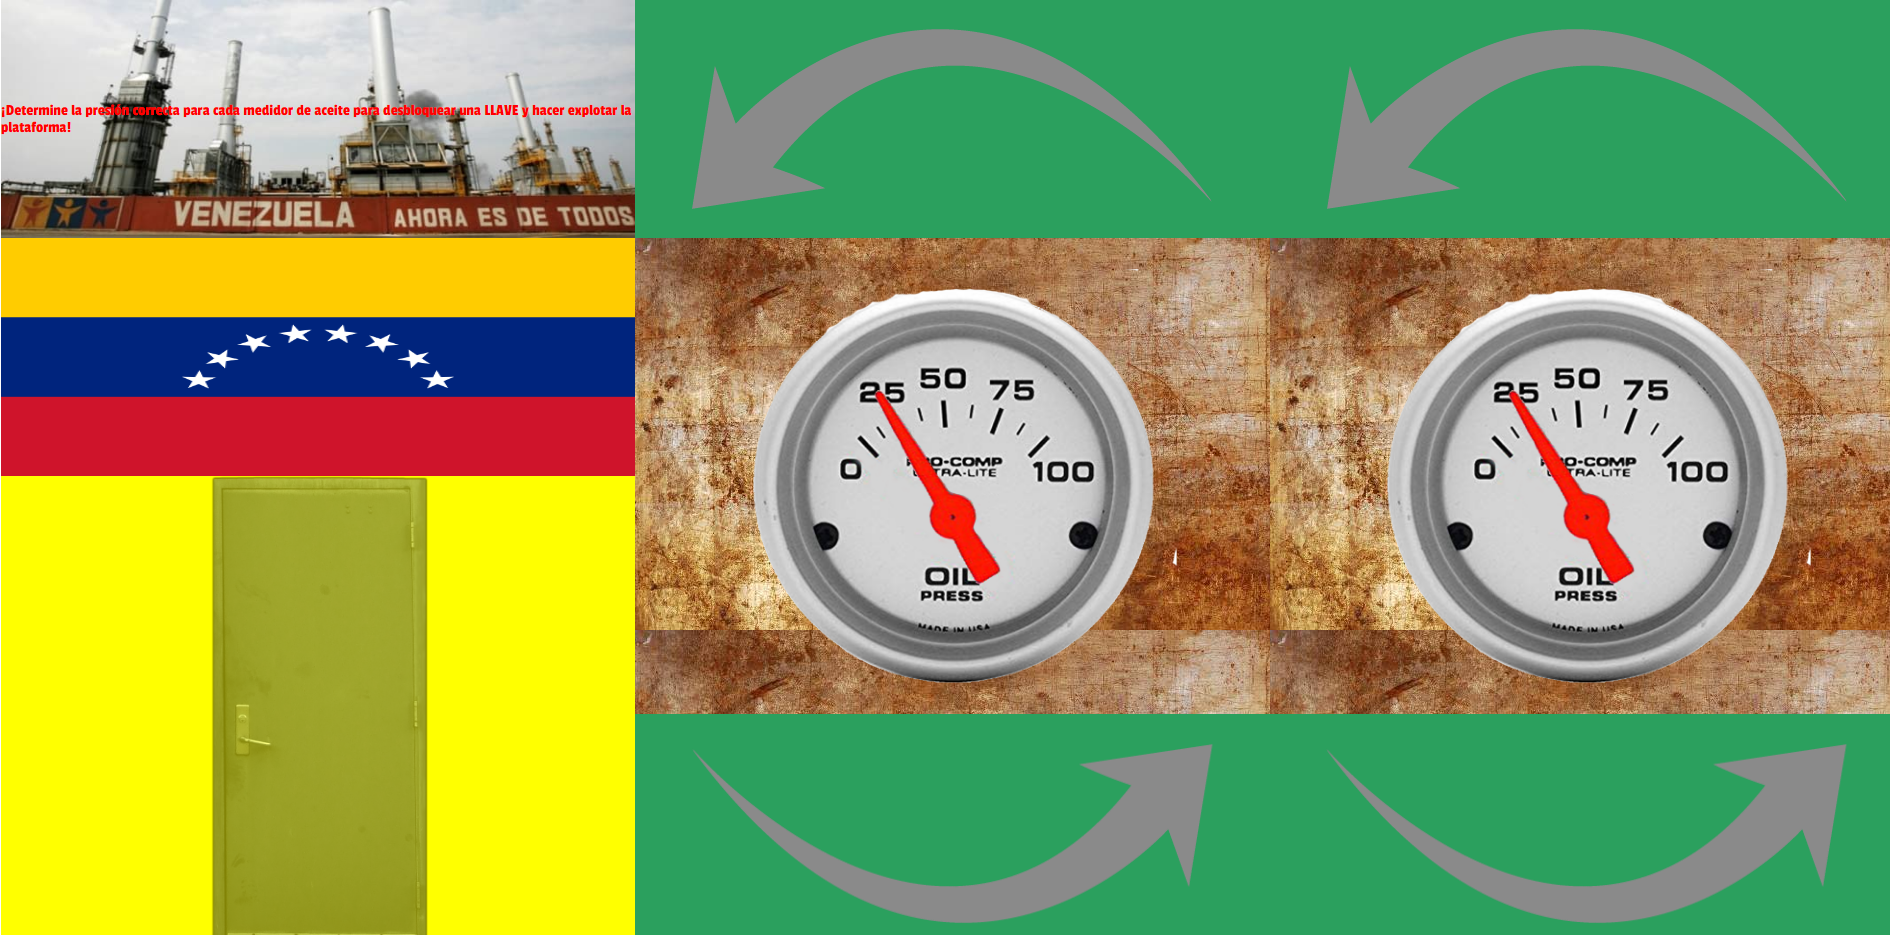 ¡Determine la presión correcta para cada medidor de aceite para desbloquear una LLAVE y hacer explotar la
plataforma!
VENEZUELA AHORA ES DE TODOS
25 50 75
0 PRO-COMP 100
ULTRA-LITE
OIL
PRESS
MADE IN USA
25 50 75
0 PRO-COMP 100
ULTRA-LITE
OIL
PRESS
MADE IN USA